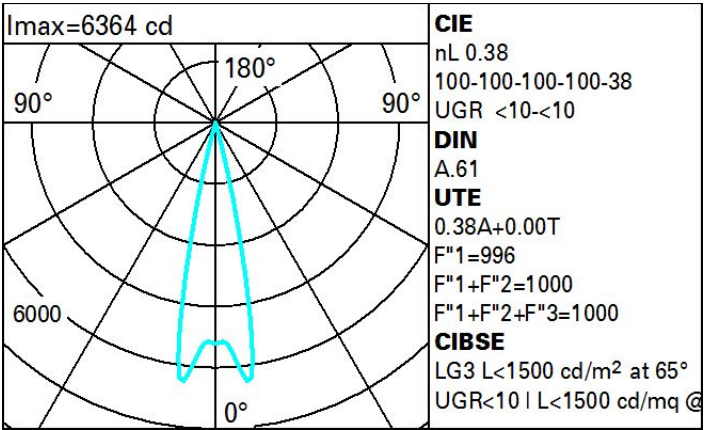 Imax=6364 cd
180°
90°
90°
6000
0°
CIE
nL 0.38
100-100-100-100-38
UGR <10-<10
DIN
A.61
UTE
0.38A+0.00T
F"1=996
F"1+F"2=1000
F"1+F"2+F"3=1000
CIBSE
LG3 L<1500 cd/m² at 65°
UGR<10 | L<1500 cd/mq @